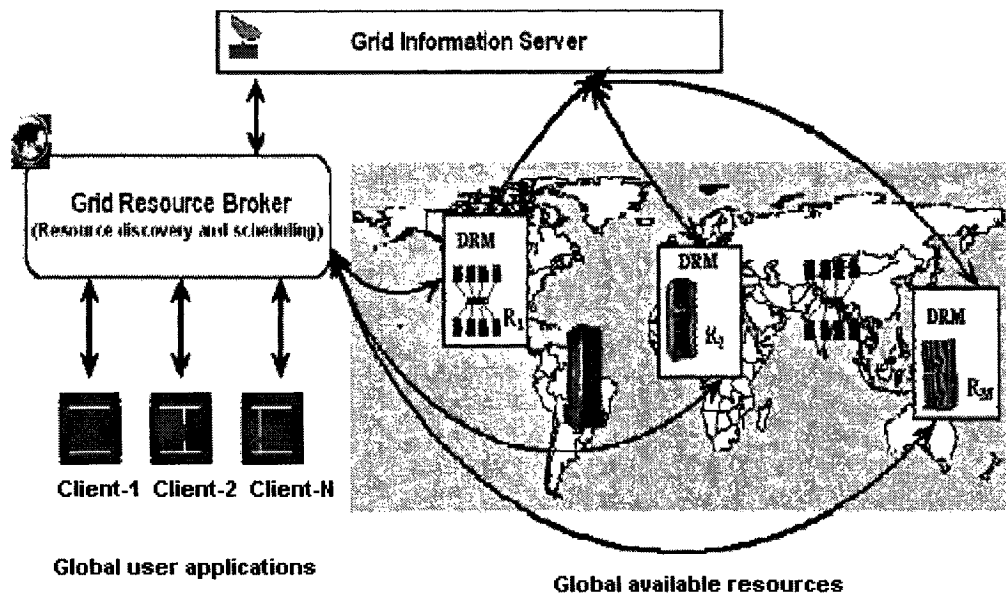 Grid Information Server
Grid Resource Broker
(Resource discovery and scheduling)
DRM
R1
DRM
R2
DRM
RM
Client-1 Client-2 Client-N
Global user applications
Global available resources